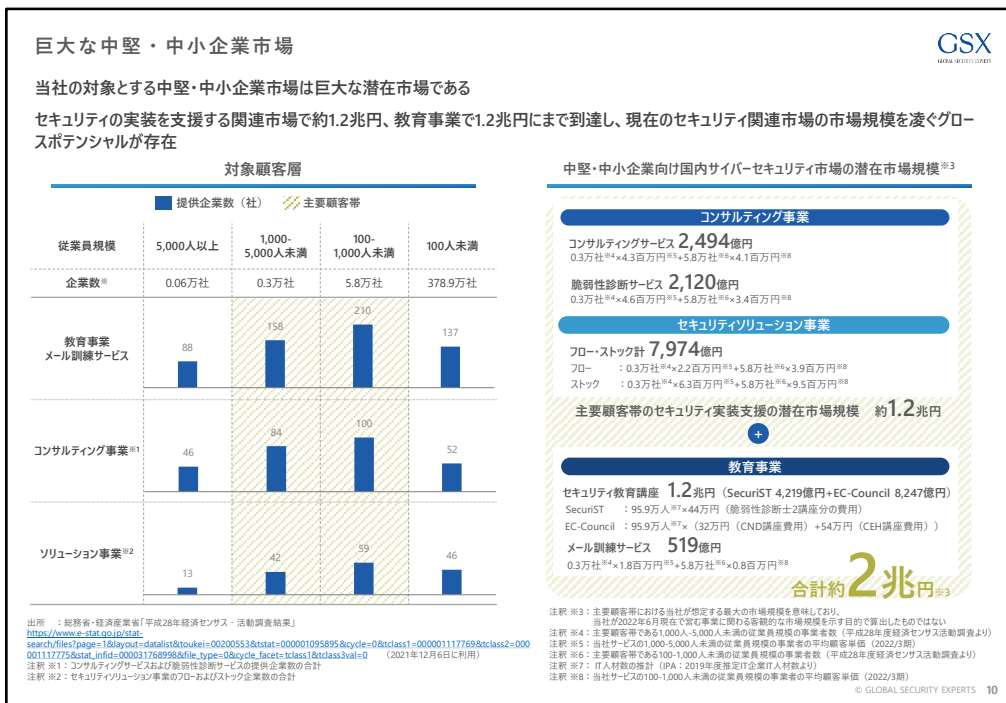 巨大な中堅・中小企業市場
GSX
GLOBAL SECURITY EXPERTS
当社の対象とする中堅・中小企業市場は巨大な潜在市場である
セキュリティの実装を支援する関連市場で約1.2兆円、教育事業で1.2兆円にまで到達し、現在のセキュリティ関連市場の市場規模を凌ぐグロー
スポテンシャルが存在
対象顧客層
提供企業数（社） 主要顧客帯
従業員規模 5,000人以上 1,000-5,000人未満 100-1,000人未満 100人未満
企業数※ 0.06万社 0.3万社 5.8万社 378.9万社
教育事業
メール訓練サービス
88 158 210 137
コンサルティング事業※1
46 84 100 52
ソリューション事業※2
13 42 59 46
出所 ：総務省・経済産業省「平成28年経済センサス‐活動調査結果」
https://www.e-stat.go.jp/stat-
search/files?page=1&layout=datalist&toukei=00200553&tstat=000001095895&cycle=0&tclass1=000001117769&tclass2=000
001117775&stat_infid=000031768998&file_type=0&cycle_facet=tclass1&tclass3val=0 （2021年12月6日に利用）
注釈 ※1：コンサルティングサービスおよび脆弱性診断サービスの提供企業数の合計
注釈 ※2：セキュリティソリューション事業のフローおよびストック企業数の合計
中堅・中小企業向け国内サイバーセキュリティ市場の潜在市場規模※3
コンサルティング事業
コンサルティングサービス 2,494億円
0.3万社※4×4.3百万円※5+5.8万社※6×4.1百万円※8
脆弱性診断サービス 2,120億円
0.3万社※4×4.6百万円※5+5.8万社※6×3.4百万円※8
セキュリティソリューション事業
フロー・ストック計 7,974億円
フロー ：0.3万社※4×2.2百万円※5+5.8万社※6×3.9百万円※8
ストック ：0.3万社※4×6.3百万円※5+5.8万社※6×9.5百万円※8
主要顧客帯のセキュリティ実装支援の潜在市場規模 約1.2兆円
+
教育事業
セキュリティ教育講座 1.2兆円（SecuriST 4,219億円+EC-Council 8,247億円）
SecuriST ：95.9万人※7×44万円（脆弱性診断士2講座分の費用）
EC-Council ：95.9万人※7×（32万円（CND講座費用）+54万円（CEH講座費用））
メール訓練サービス 519億円
0.3万社※4×1.8百万円※5+5.8万社※6×0.8百万円※8
合計約2兆円※3
注釈 ※3：主要顧客帯における当社が想定する最大の市場規模を意味しており、
当社が2022年6月現在で営む事業に関わる客観的な市場規模を示す目的で算出したものではない
注釈 ※4：主要顧客帯である1,000人-5,000人未満の従業員規模の事業者数（平成28年度経済センサス活動調査より）
注釈 ※5：当社サービスの1,000-5,000人未満の従業員規模の事業者の平均顧客単価（2022/3期）
注釈 ※6：主要顧客帯である100-1,000人未満の従業員規模の事業者数（平成28年度経済センサス活動調査より）
注釈 ※7： IT人材数の推計（IPA：2019年度推定IT企業IT人材数より）
注釈 ※8：当社サービスの100-1,000人未満の従業員規模の事業者の平均顧客単価（2022/3期）
© GLOBAL SECURITY EXPERTS 10